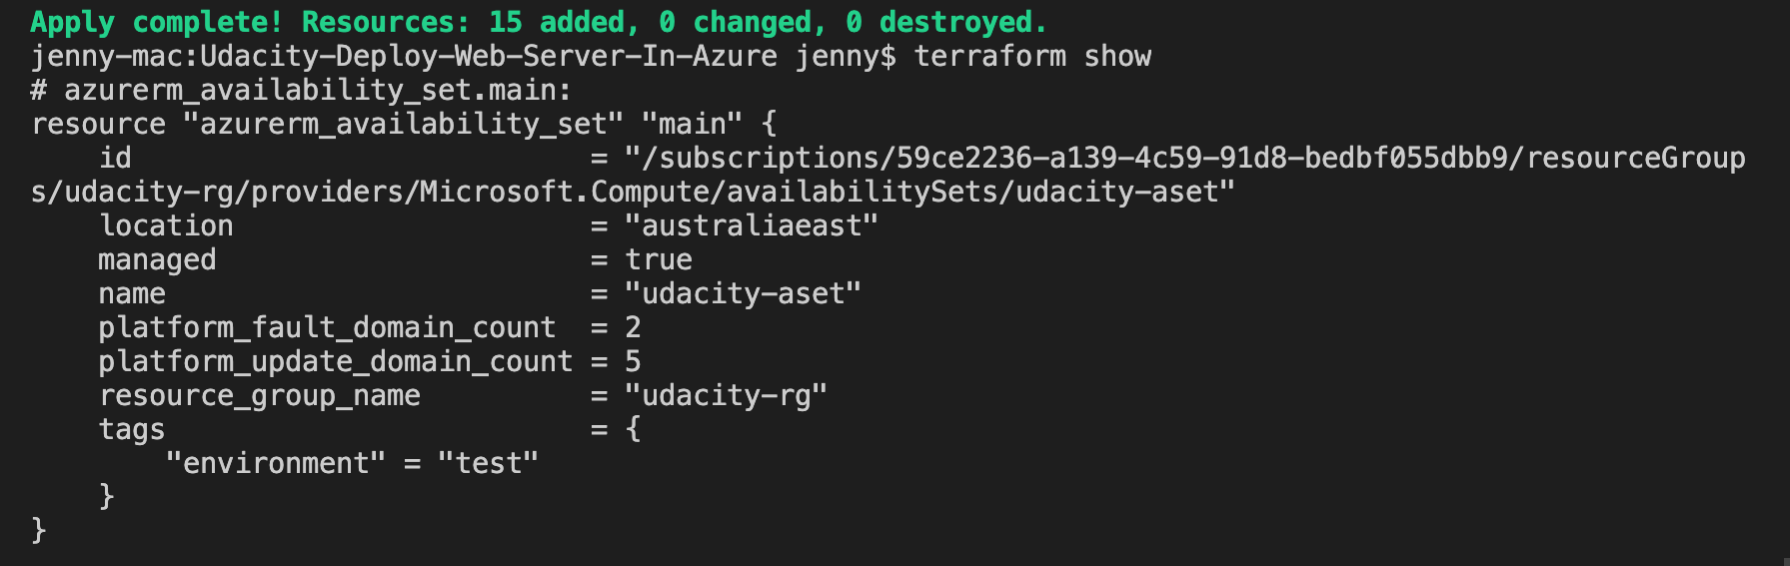 Apply complete! Resources: 15 added, 0 changed, 0 destroyed.
jenny-mac:Udacity-Deploy-Web-Server-In-Azure jenny$ terraform show
# azurerm_availability_set.main:
resource "azurerm_availability_set" "main" {
    id                           = "/subscriptions/59ce2236-a139-4c59-91d8-bedbf055dbb9/resourceGroup
s/udacity-rg/providers/Microsoft.Compute/availabilitySets/udacity-aset"
    location                     = "australiaeast"
    managed                      = true
    name                         = "udacity-aset"
    platform_fault_domain_count  = 2
    platform_update_domain_count = 5
    resource_group_name          = "udacity-rg"
    tags                         = {
        "environment" = "test"
    }
}